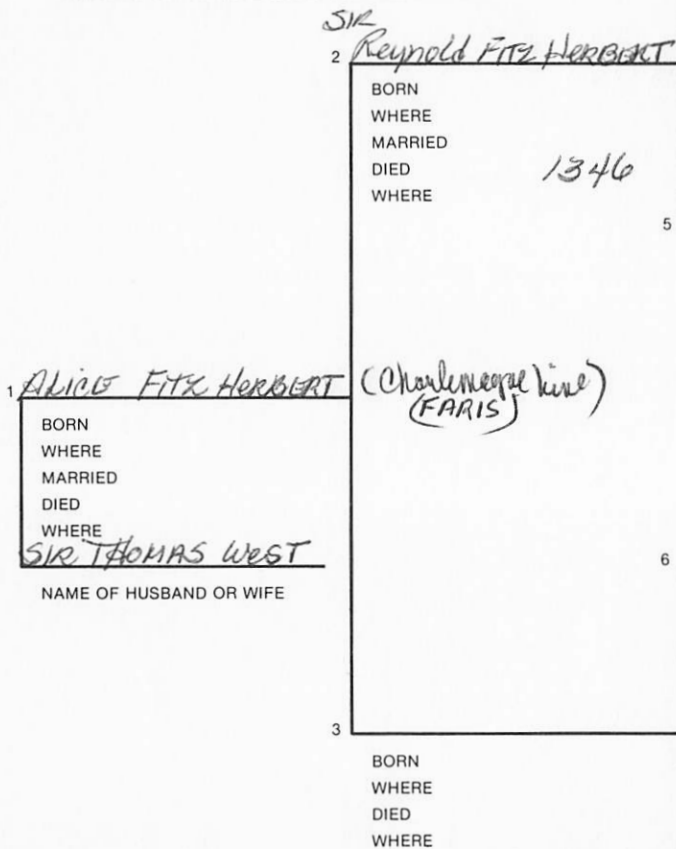 SIR
2 Reynold FITZ HERBERT
BORN
WHERE
MARRIED
DIED 1346
WHERE
5
1 ALICE FITZ HERBERT (Charlemagne line)
(FARIS)
BORN
WHERE
MARRIED
DIED
WHERE
SIR THOMAS WEST
NAME OF HUSBAND OR WIFE
6
3
BORN
WHERE
DIED
WHERE